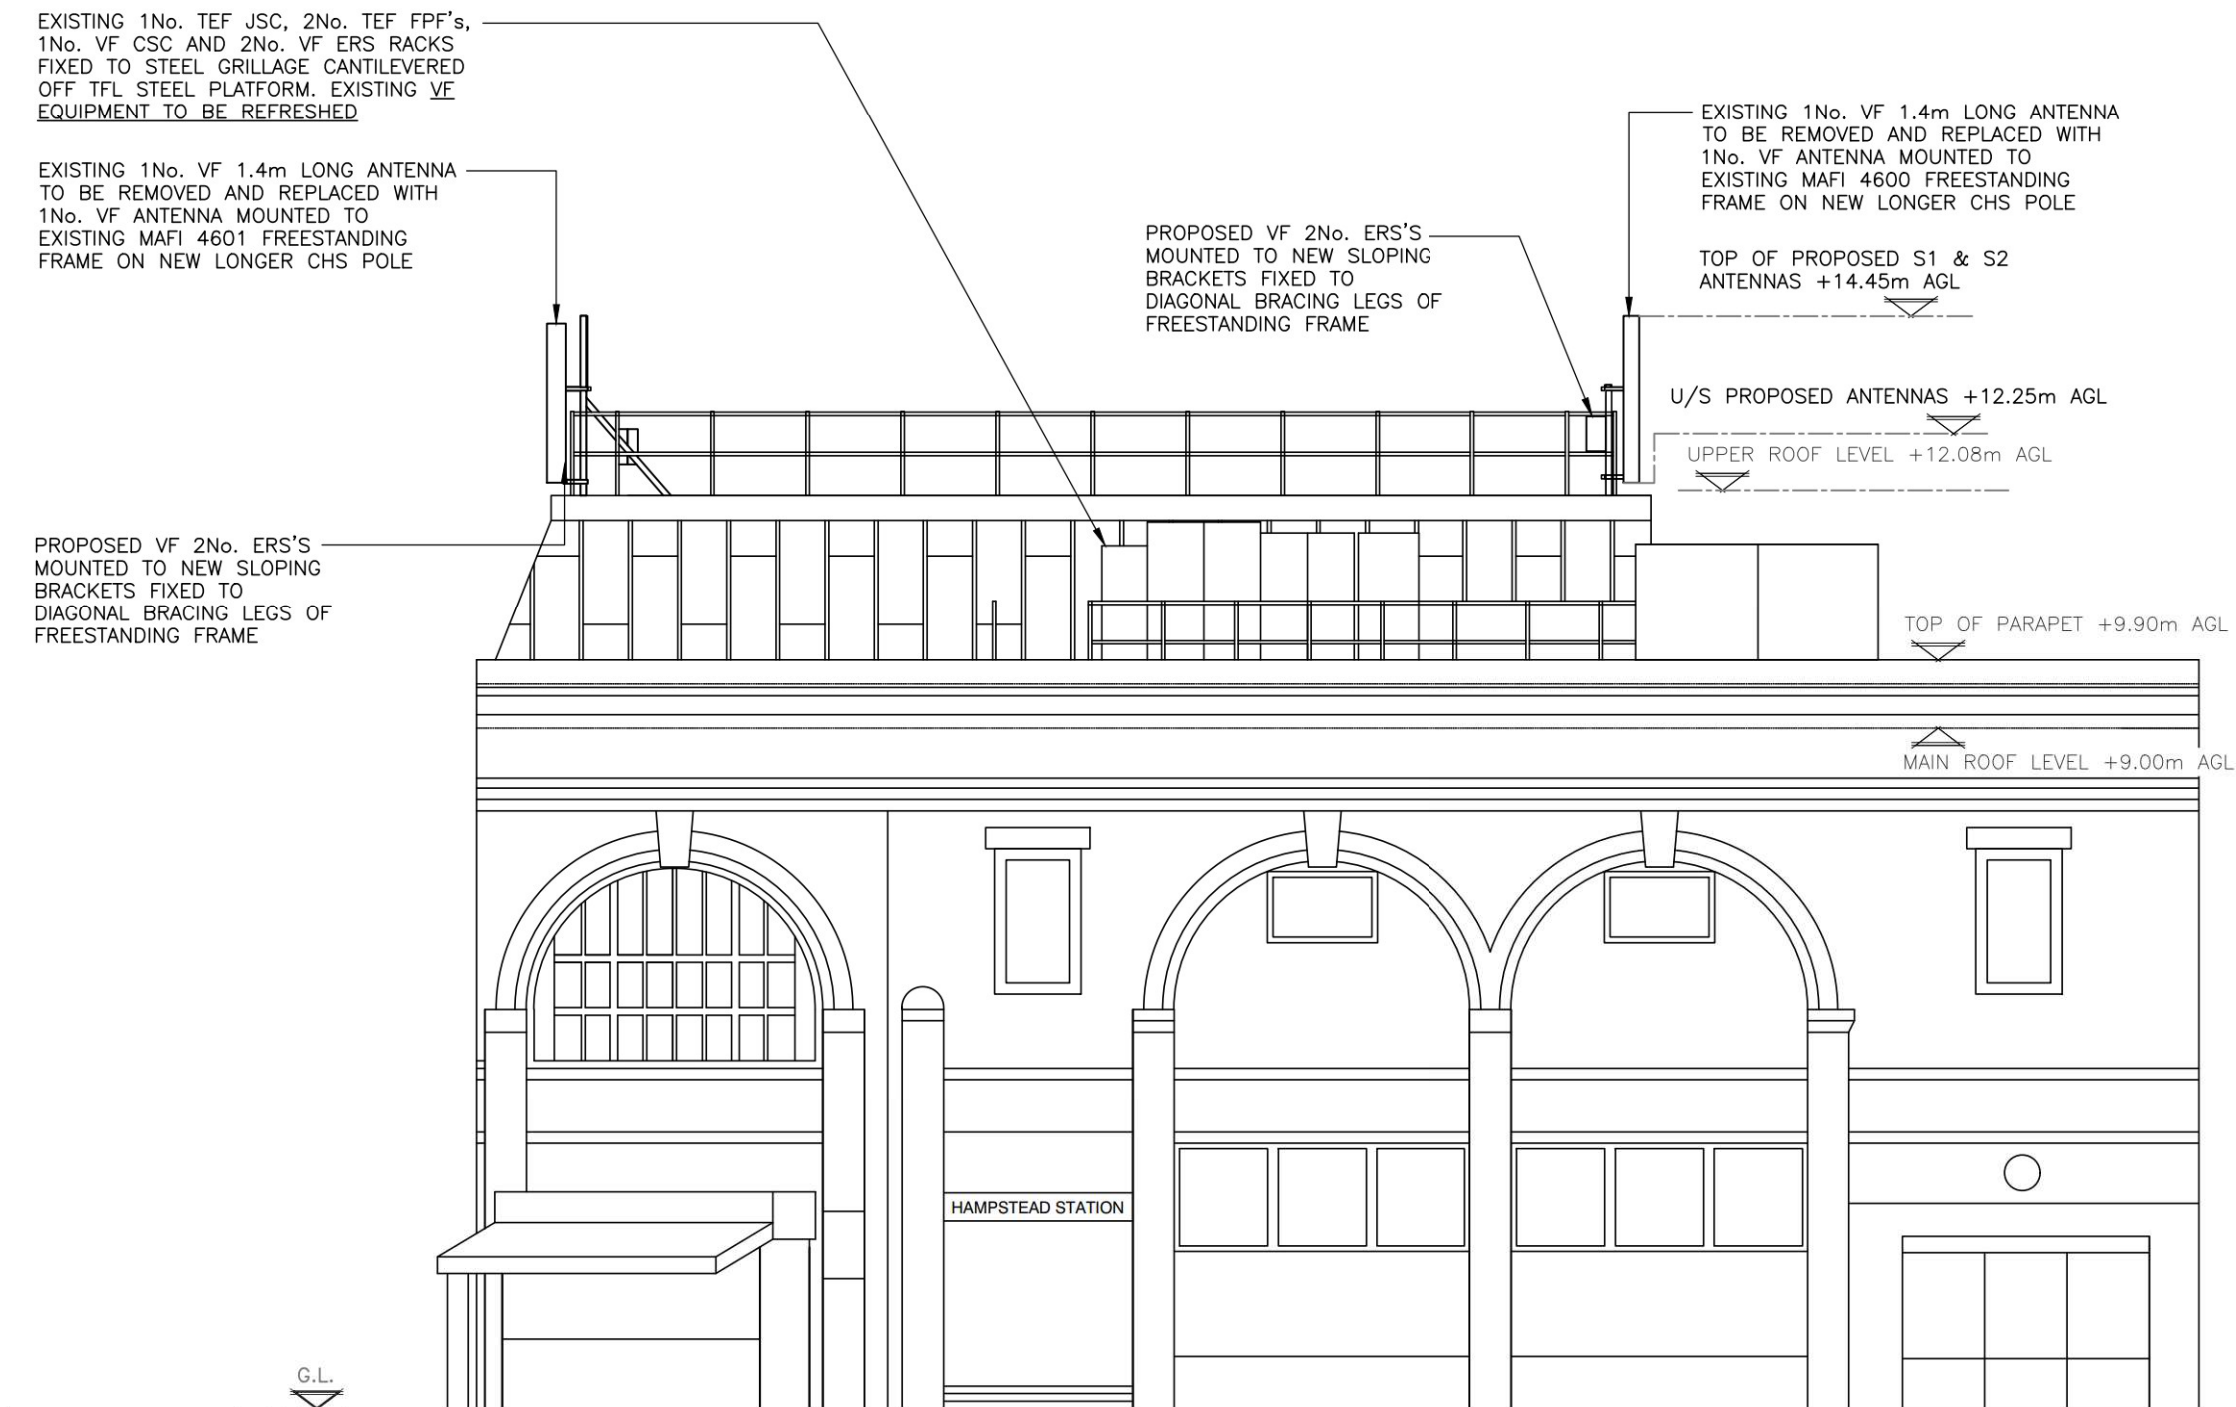 EXISTING 1No. TEF JSC, 2No. TEF FPF's,
1No. VF CSC AND 2No. VF ERS RACKS
FIXED TO STEEL GRILLAGE CANTILEVERED
OFF TFL STEEL PLATFORM. EXISTING VF
EQUIPMENT TO BE REFRESHED
EXISTING 1No. VF 1.4m LONG ANTENNA
TO BE REMOVED AND REPLACED WITH
1No. VF ANTENNA MOUNTED TO
EXISTING MAFI 4601 FREESTANDING
FRAME ON NEW LONGER CHS POLE
EXISTING 1No. VF 1.4m LONG ANTENNA
TO BE REMOVED AND REPLACED WITH
1No. VF ANTENNA MOUNTED TO
EXISTING MAFI 4600 FREESTANDING
FRAME ON NEW LONGER CHS POLE
PROPOSED VF 2No. ERS'S
MOUNTED TO NEW SLOPING
BRACKETS FIXED TO
DIAGONAL BRACING LEGS OF
FREESTANDING FRAME
TOP OF PROPOSED S1 & S2
ANTENNAS +14.45m AGL
U/S PROPOSED ANTENNAS +12.25m AGL
UPPER ROOF LEVEL +12.08m AGL
PROPOSED VF 2No. ERS'S
MOUNTED TO NEW SLOPING
BRACKETS FIXED TO
DIAGONAL BRACING LEGS OF
FREESTANDING FRAME
TOP OF PARAPET +9.90m AGL
MAIN ROOF LEVEL +9.00m AGL
HAMPSTEAD STATION
G.L.